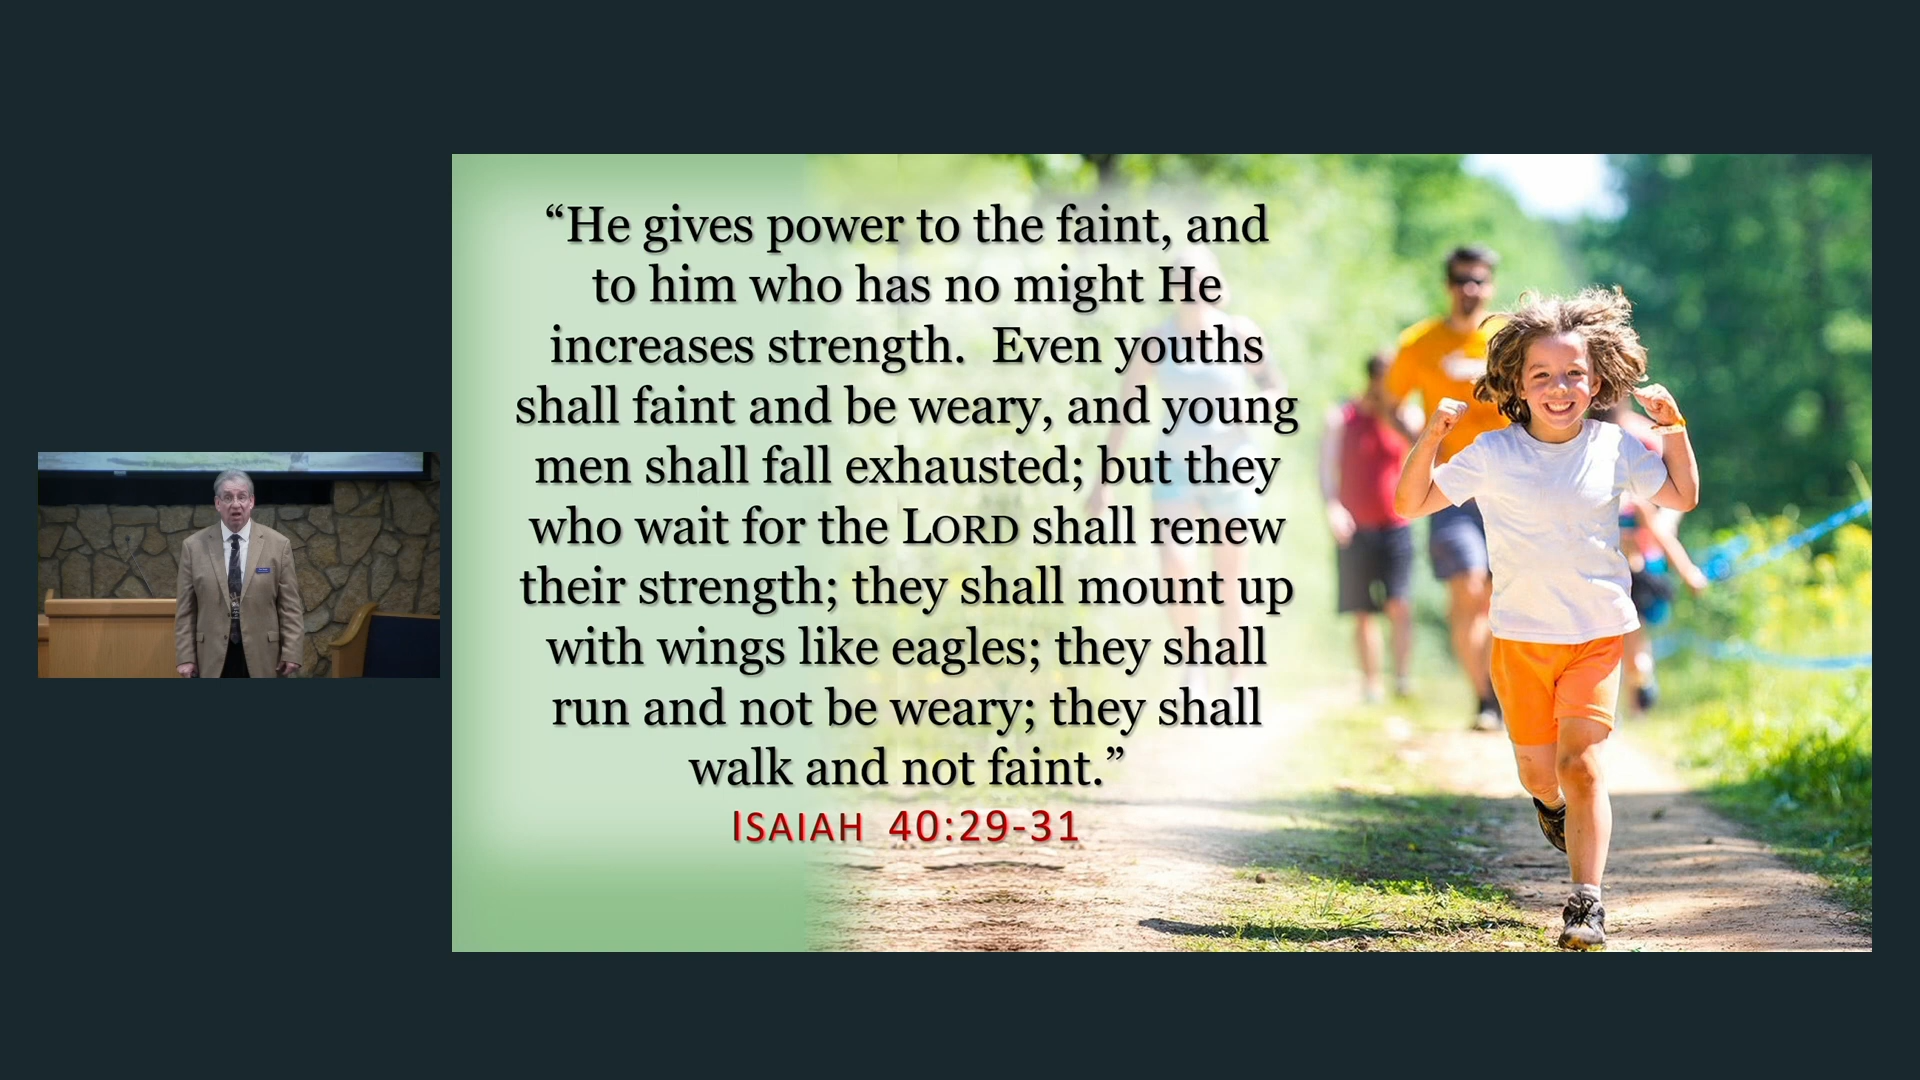 “He gives power to the faint, and
to him who has no might He
increases strength.  Even youths
shall faint and be weary, and young
men shall fall exhausted; but they
who wait for the LORD shall renew
their strength; they shall mount up
with wings like eagles; they shall
run and not be weary; they shall
walk and not faint.”
ISAIAH 40:29-31